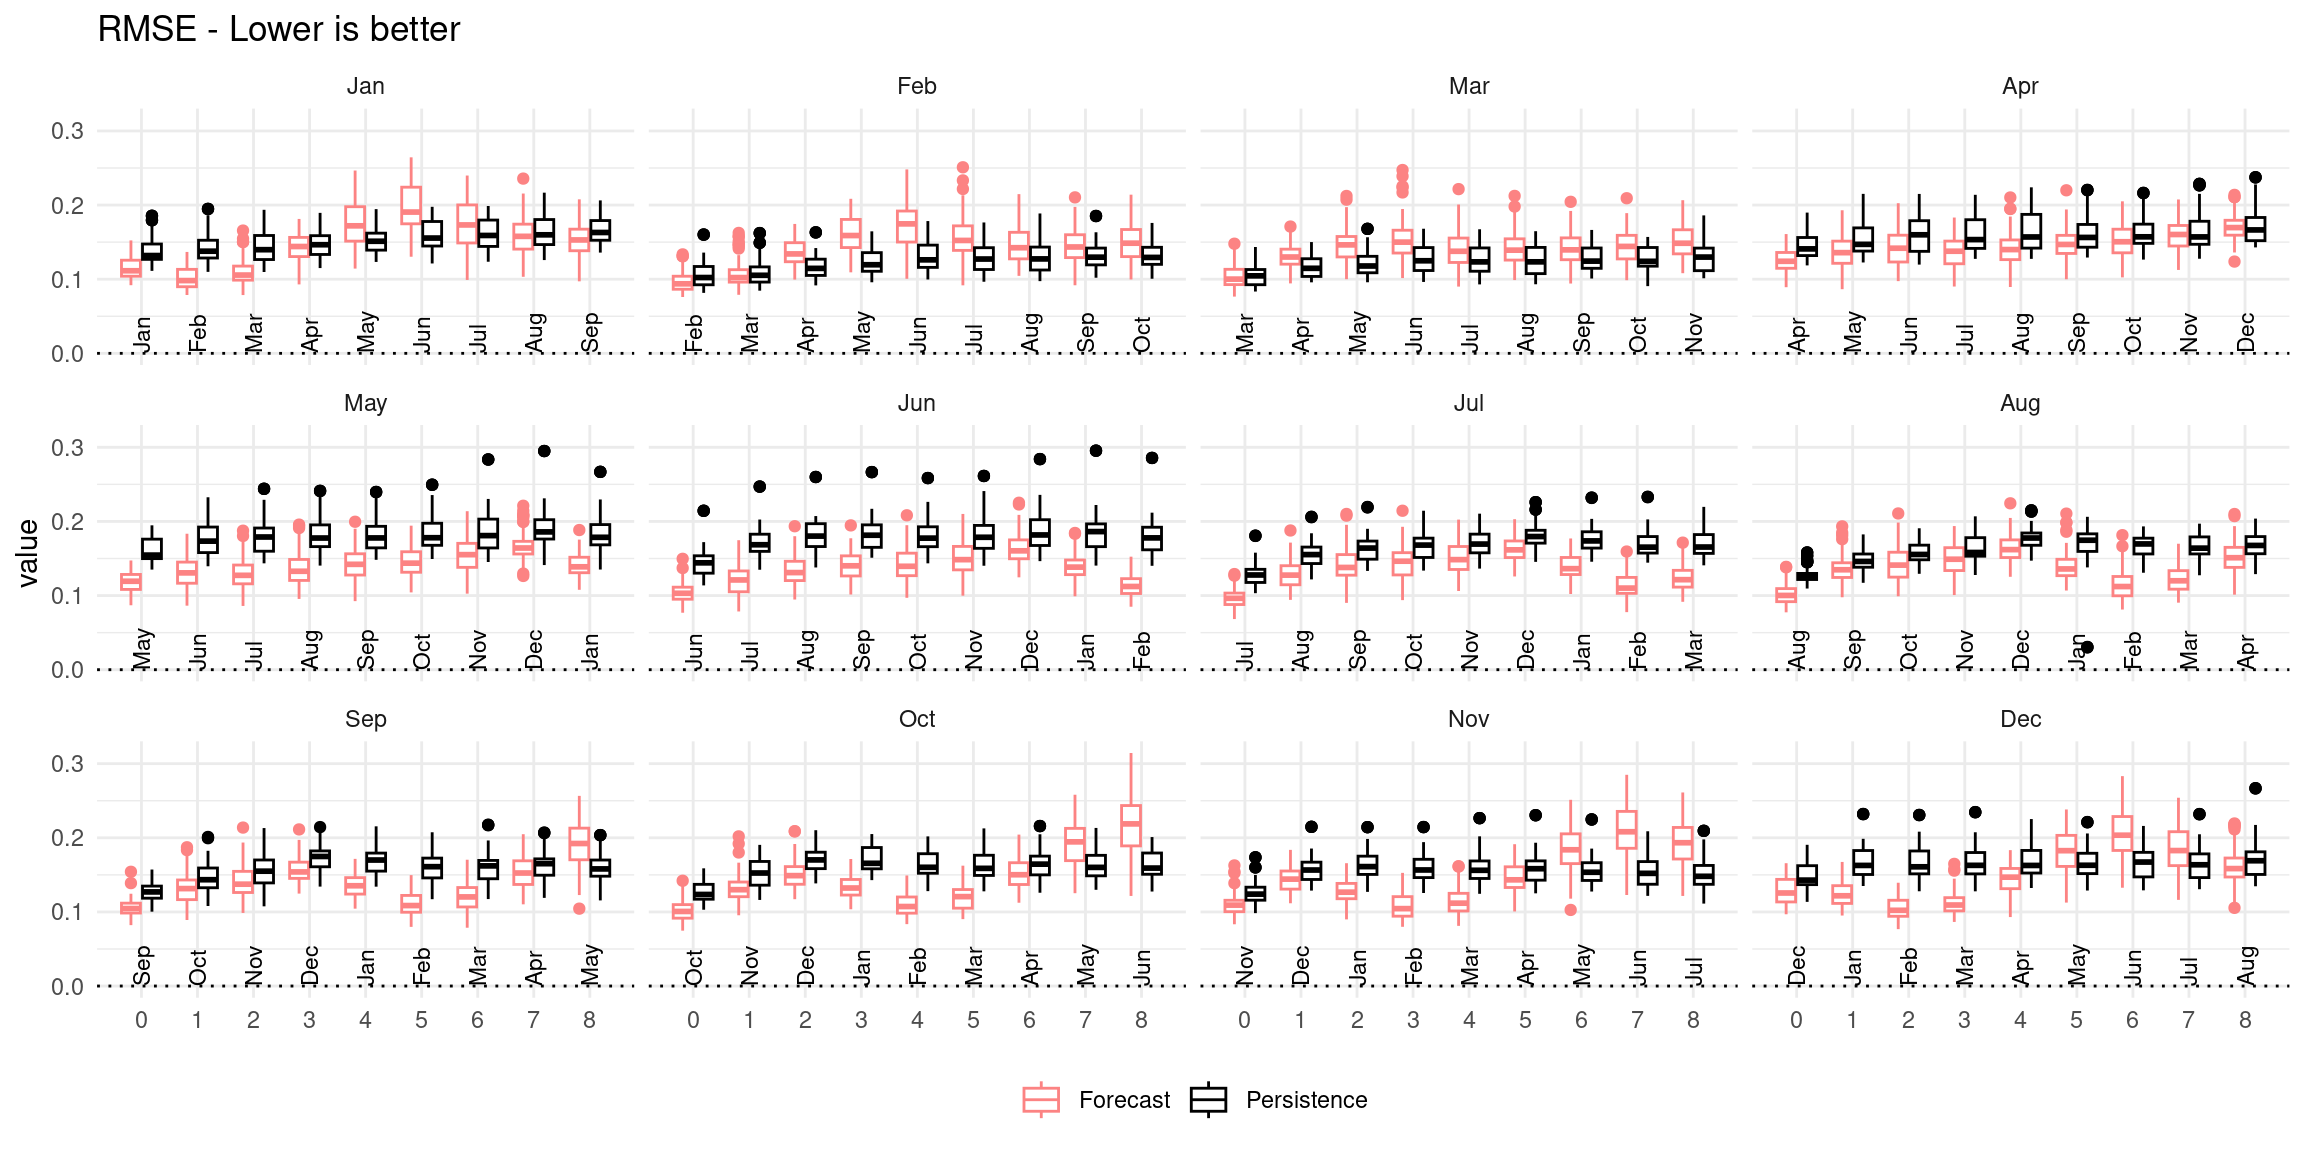 RMSE - Lower is better
Jan Feb Mar Apr
0.3
0.2
0.1
0.0
Jan Feb Mar Apr May Jun Jul Aug Sep
Feb Mar Apr May Jun Jul Aug Sep Oct
Mar Apr May Jun Jul Aug Sep Oct Nov
Apr May Jun Jul Aug Sep Oct Nov Dec
May Jun Jul Aug
value
0.3
0.2
0.1
0.0
May Jun Jul Aug Sep Oct Nov Dec Jan
Jun Jul Aug Sep Oct Nov Dec Jan Feb
Jul Aug Sep Oct Nov Dec Jan Feb Mar
Aug Sep Oct Nov Dec Jan Feb Mar Apr
Sep Oct Nov Dec
0.3
0.2
0.1
0.0
Sep Oct Nov Dec Jan Feb Mar Apr May
Oct Nov Dec Jan Feb Mar Apr May Jun
Nov Dec Jan Feb Mar Apr May Jun Jul
Dec Jan Feb Mar Apr May Jun Jul Aug
0 1 2 3 4 5 6 7 8
0 1 2 3 4 5 6 7 8
0 1 2 3 4 5 6 7 8
0 1 2 3 4 5 6 7 8
Forecast Persistence